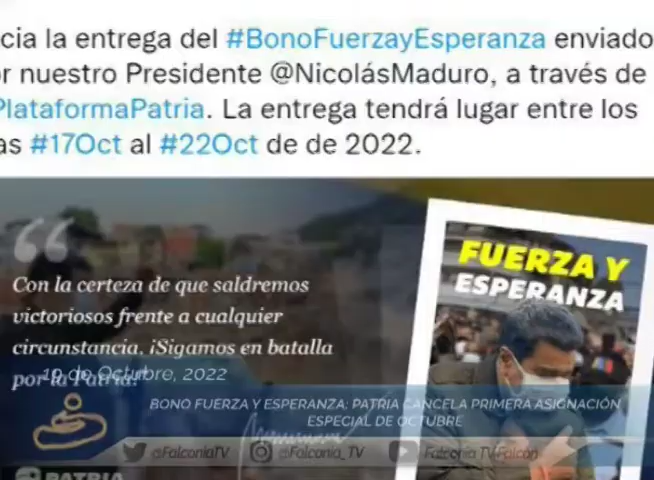 cia la entrega del #BonoFuerzayEsperanza enviado
r nuestro Presidente @NicolásMaduro, a través de
PlataformaPatria. La entrega tendrá lugar entre los
as #17Oct al #22Oct de de 2022.
FUERZA Y
ESPERANZA
Con la certeza de que saldremos
victoriosos frente a cualquier
circunstancia. ¡Sigamos en batalla
por la Patria!
de Octubre, 2022
BONO FUERZA Y ESPERANZA: PATRIA CANCELA PRIMERA ASIGNACIÓN
ESPECIAL DE OCTUBRE
@FalconiaTV @Falconia_TV Falconia TV Falcón
PATRIA